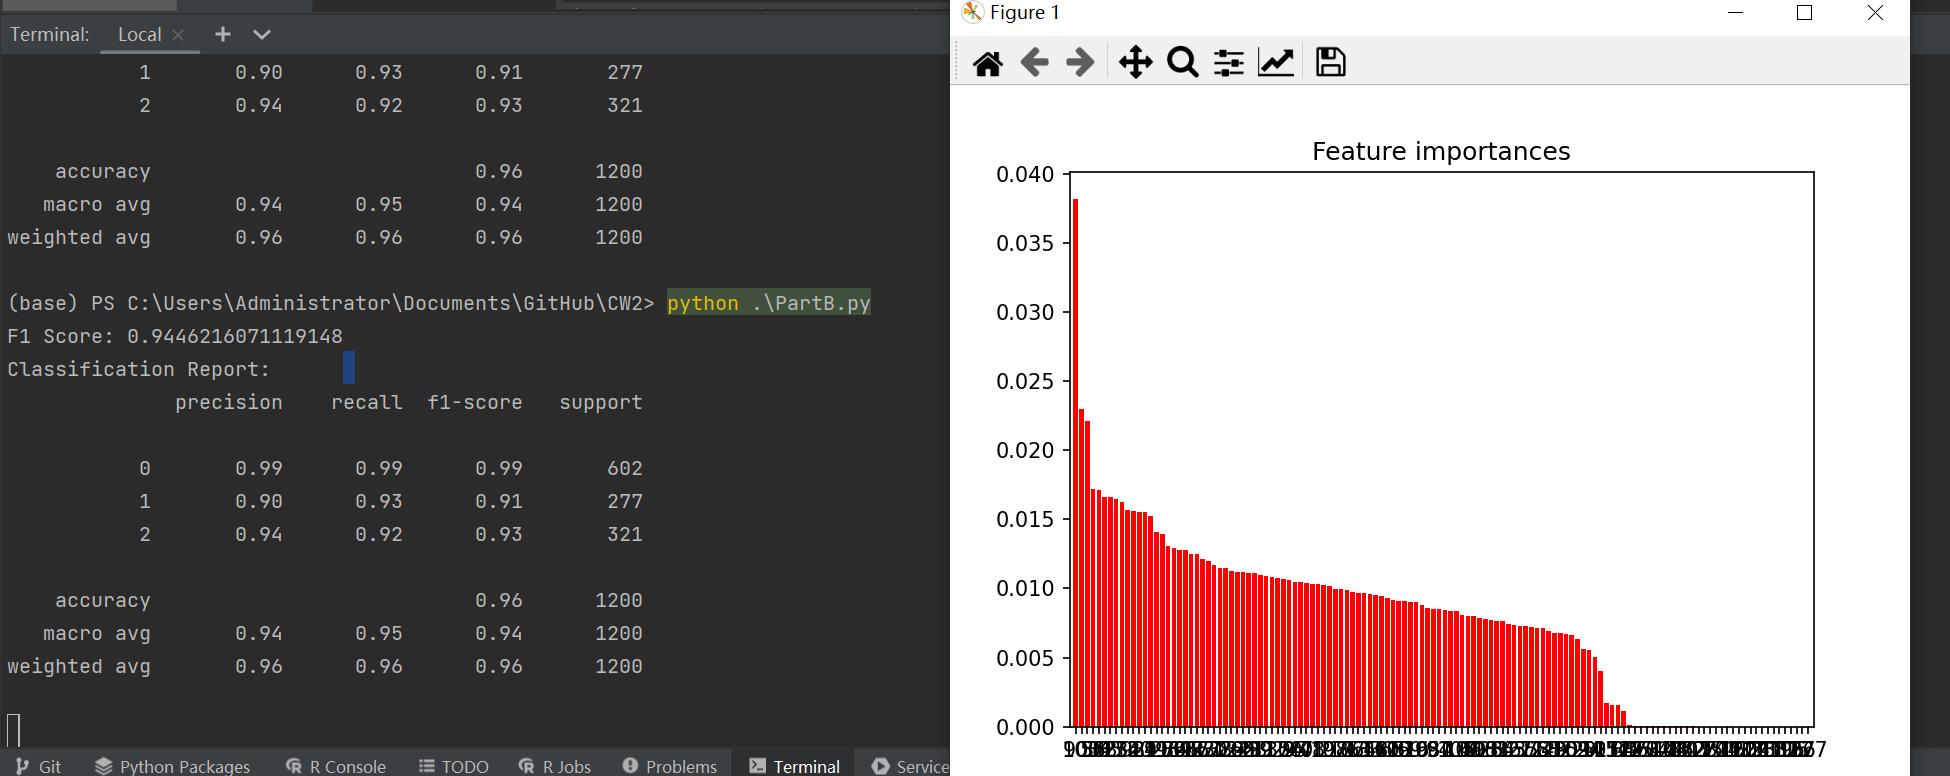 Terminal: Local
1 0.90 0.93 0.91 277
2 0.94 0.92 0.93 321
accuracy 0.96 1200
macro avg 0.94 0.95 0.94 1200
weighted avg 0.96 0.96 0.96 1200
(base) PS C:\Users\Administrator\Documents\GitHub\CW2> python .\PartB.py
F1 Score: 0.9446216071119148
Classification Report:
precision recall f1-score support
0 0.99 0.99 0.99 602
1 0.90 0.93 0.91 277
2 0.94 0.92 0.93 321
accuracy 0.96 1200
macro avg 0.94 0.95 0.94 1200
weighted avg 0.96 0.96 0.96 1200
Git Python Packages R Console TODO R Jobs Problems Terminal Service
Figure 1
Feature importances
0.040
0.035
0.030
0.025
0.020
0.015
0.010
0.005
0.000